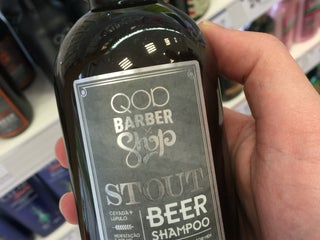 QOD
BARBER
Shop
STOUT
CEVADA +
LÚPULO
BEER
SHAMPOO